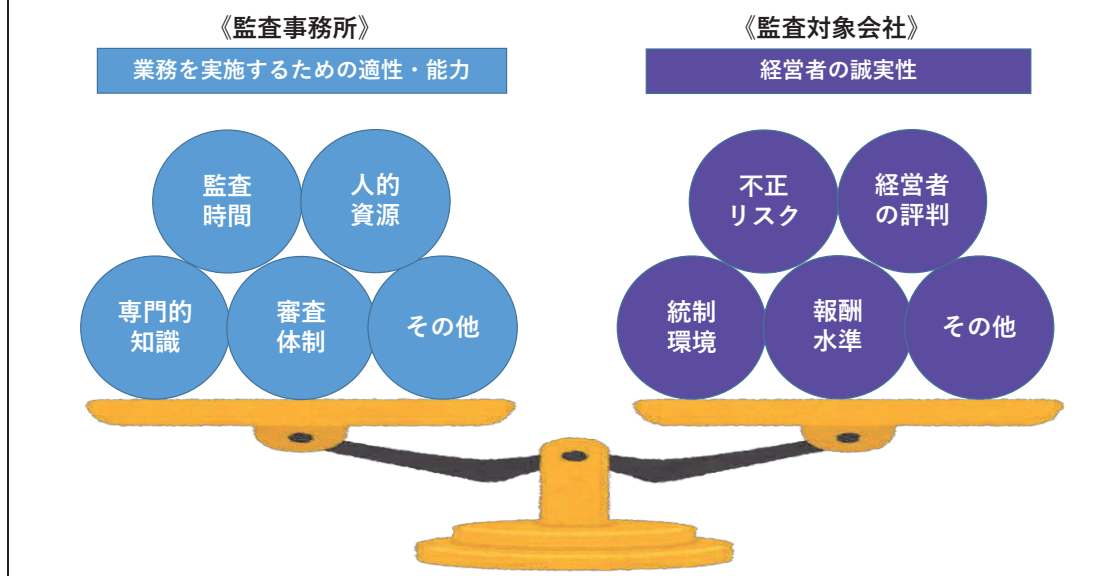 《監査事務所》
業務を実施するための適性・能力
監査
時間
人的
資源
専門的
知識
審査
体制
その他
《監査対象会社》
経営者の誠実性
不正
リスク
経営者
の評判
統制
環境
報酬
水準
その他